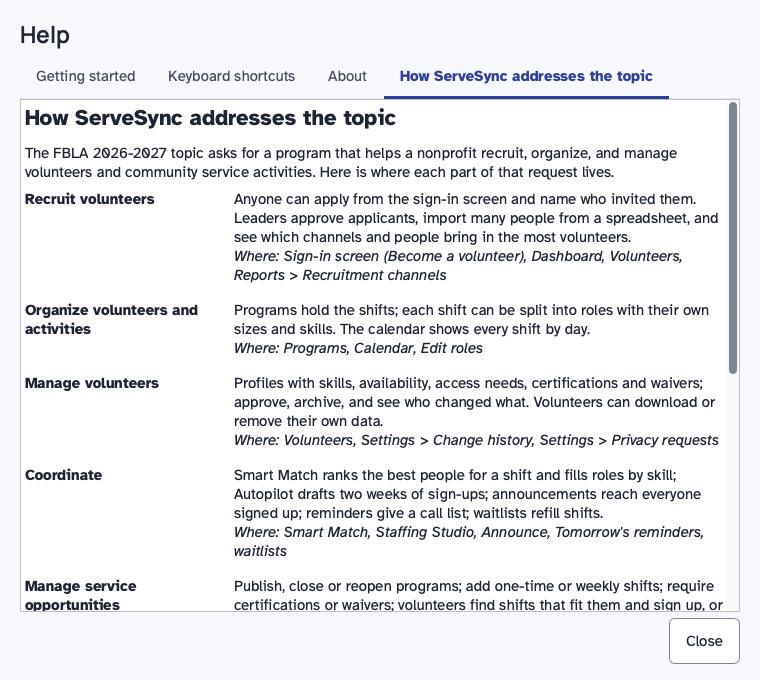 Help
Getting started
Keyboard shortcuts
About
How ServeSync addresses the topic
How ServeSync addresses the topic
The FBLA 2026-2027 topic asks for a program that helps a nonprofit recruit, organize, and manage
volunteers and community service activities. Here is where each part of that request lives.
Recruit volunteers
Anyone can apply from the sign-in screen and name who invited them.
Leaders approve applicants, import many people from a spreadsheet, and
see which channels and people bring in the most volunteers.
Where: Sign-in screen (Become a volunteer), Dashboard, Volunteers,
Reports > Recruitment channels
Organize volunteers and
activities
Programs hold the shifts; each shift can be split into roles with their own
sizes and skills. The calendar shows every shift by day.
Where: Programs, Calendar, Edit roles
Manage volunteers
Profiles with skills, availability, access needs, certifications and waivers;
approve, archive, and see who changed what. Volunteers can download or
remove their own data.
Where: Volunteers, Settings > Change history, Settings > Privacy requests
Coordinate
Smart Match ranks the best people for a shift and fills roles by skill;
Autopilot drafts two weeks of sign-ups; announcements reach everyone
signed up; reminders give a call list; waitlists refill shifts.
Where: Smart Match, Staffing Studio, Announce, Tomorrow's reminders,
waitlists
Manage service
opportunities
Publish, close or reopen programs; add one-time or weekly shifts; require
certifications or waivers; volunteers find shifts that fit them and sign up, or
Close